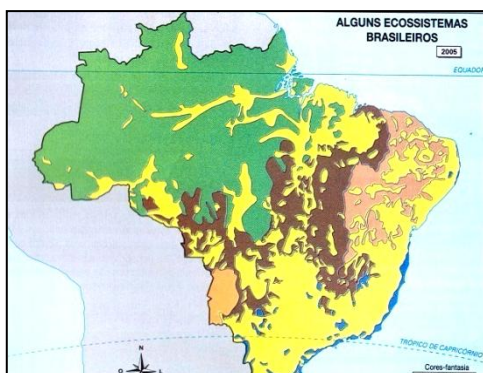 ALGUNS ECOSSISTEMAS
BRASILEIROS
2005
EQUADOR
TRÓPICO DE CAPRICÓRNIO
N
O
L
Cores-fantasia